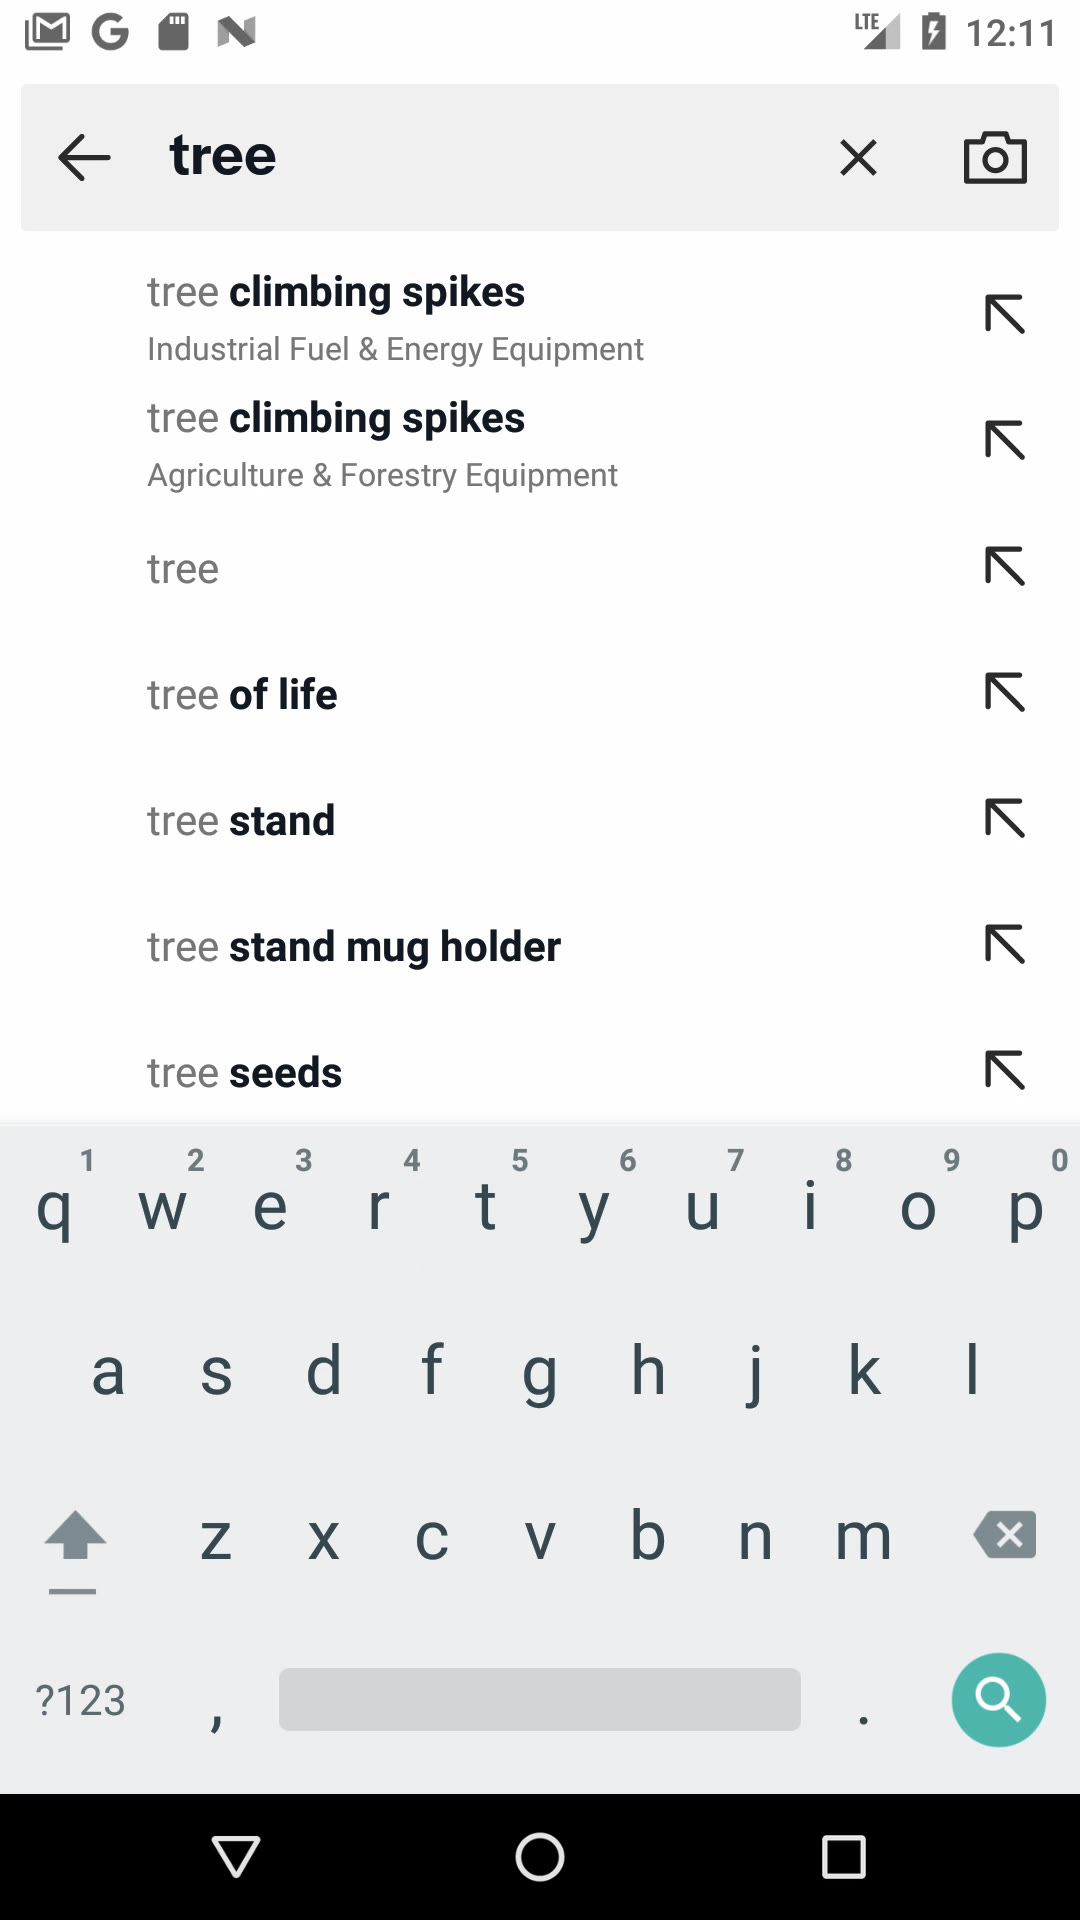 LTE 12:11
tree
tree climbing spikes
Industrial Fuel & Energy Equipment
tree climbing spikes
Agriculture & Forestry Equipment
tree
tree of life
tree stand
tree stand mug holder
tree seeds
1 2 3 4 5 6 7 8 9 0
q w e r t y u i o p
a s d f g h j k l
z x c v b n m
?123 , .